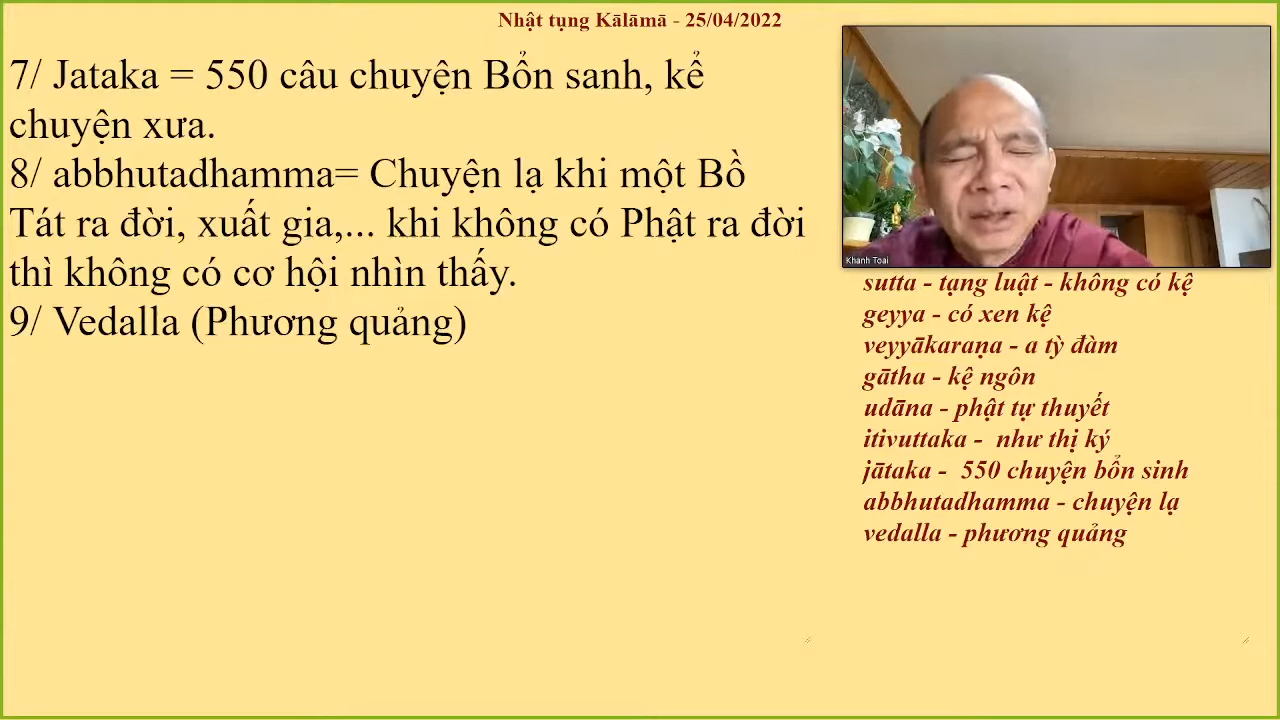 Nhật tụng Kālāmā - 25/04/2022
7/ Jataka = 550 câu chuyện Bổn sanh, kể
chuyện xưa.
8/ abbhutadhamma= Chuyện lạ khi một Bồ
Tát ra đời, xuất gia,... khi không có Phật ra đời
thì không có cơ hội nhìn thấy.
9/ Vedalla (Phương quảng)
Khanh Toai
sutta - tạng luật - không có kệ
geyya - có xen kệ
veyyākaraṇa - a tỳ đàm
gātha - kệ ngôn
udāna - phật tự thuyết
itivuttaka -  như thị ký
jātaka -  550 chuyện bổn sinh
abbhutadhamma - chuyện lạ
vedalla - phương quảng